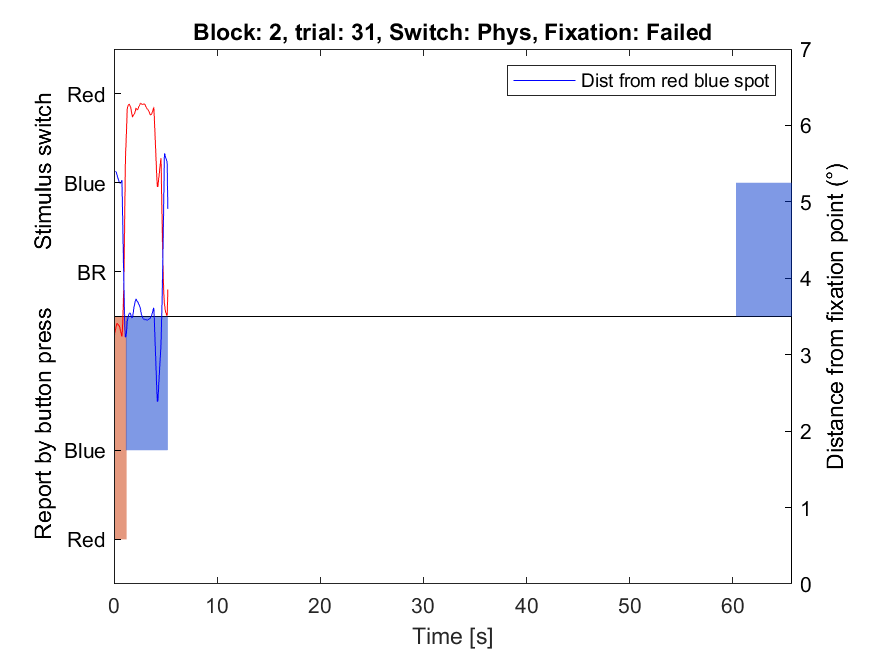 Block: 2, trial: 31, Switch: Phys, Fixation: Failed
Dist from red blue spot
Stimulus switch
Red
Blue
BR
Report by button press
Blue
Red
7
6
5
4
3
2
1
0
Distance from fixation point (°)
0 10 20 30 40 50 60
Time [s]